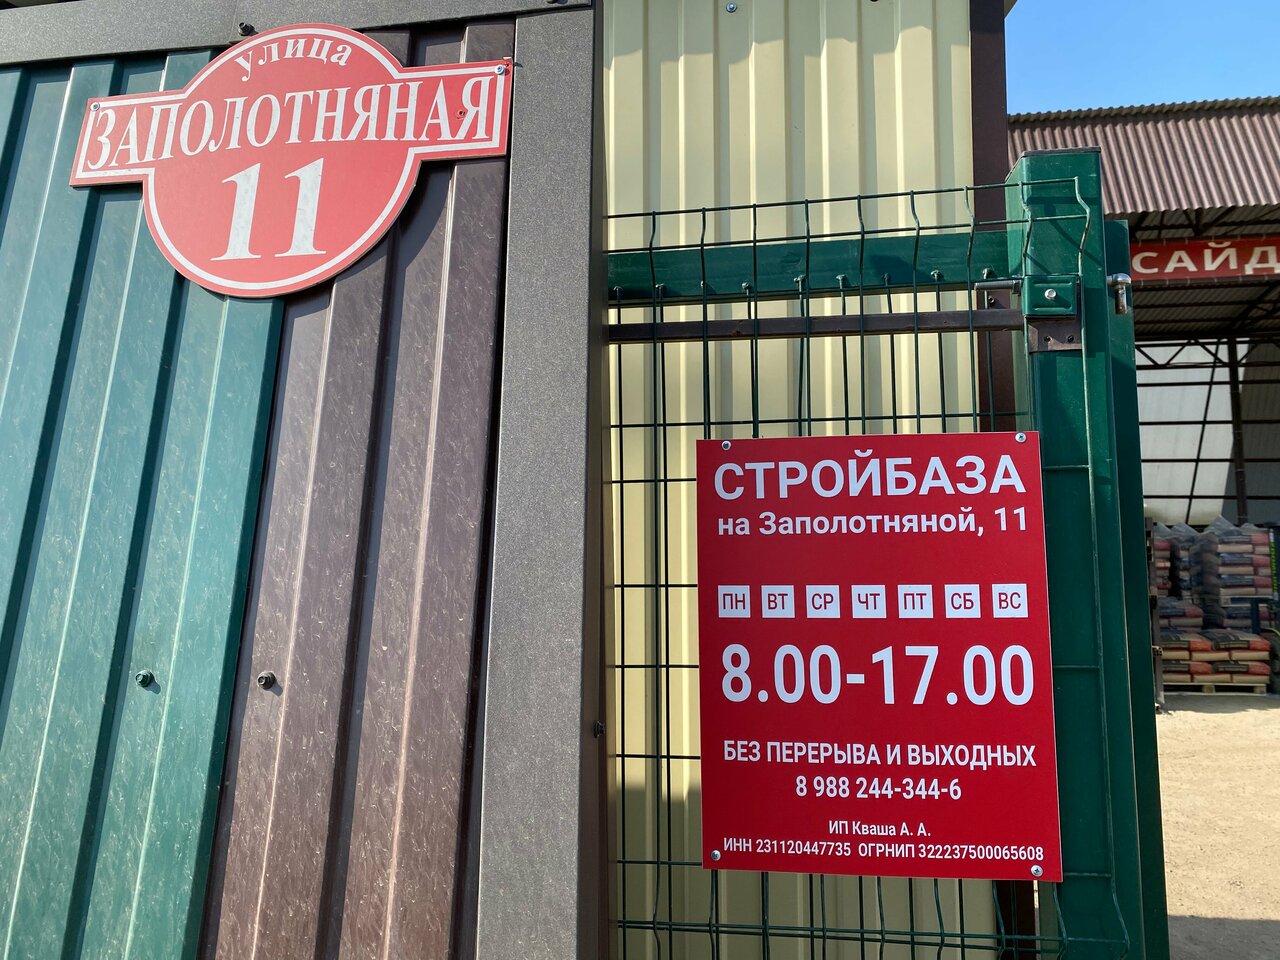 улица
ЗАПОЛОТНЯНАЯ
11
САЙД
СТРОЙБАЗА
на Заполотняной, 11
ПН ВТ СР ЧТ ПТ СБ ВС
8.00-17.00
БЕЗ ПЕРЕРЫВА И ВЫХОДНЫХ
8 988 244-344-6
ИП Кваша А. А.
ИНН 231120447735 ОГРНИП 322237500065608